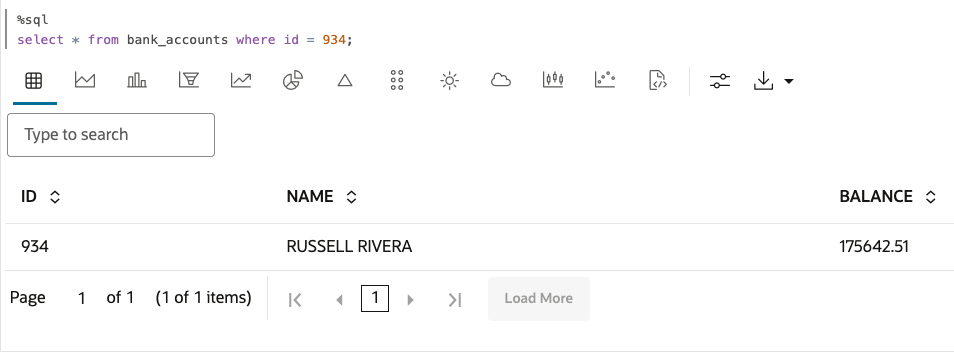 %sql
select * from bank_accounts where id = 934;
Type to search
ID NAME BALANCE
934 RUSSELL RIVERA 175642.51
Page 1 of 1 (1 of 1 items) 1 Load More